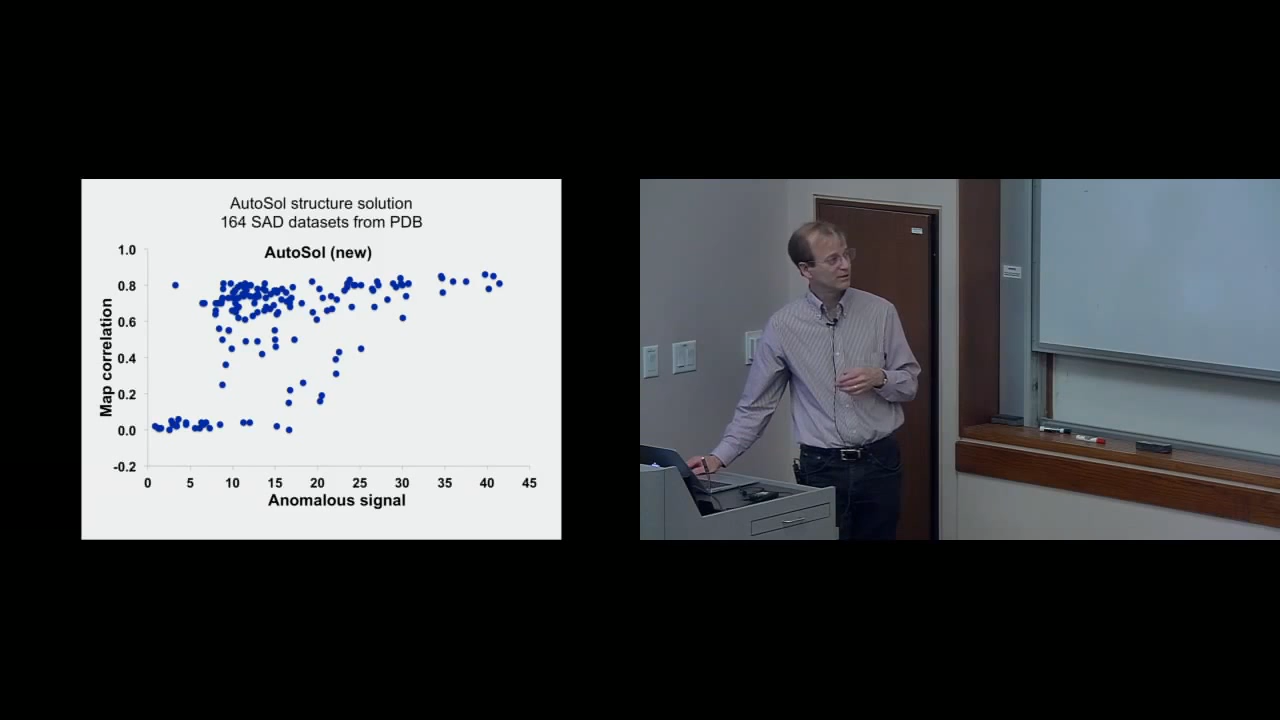 AutoSol structure solution
164 SAD datasets from PDB
AutoSol (new)
1.0
0.8
0.6
0.4
0.2
0.0
-0.2
Map correlation
0 5 10 15 20 25 30 35 40 45
Anomalous signal